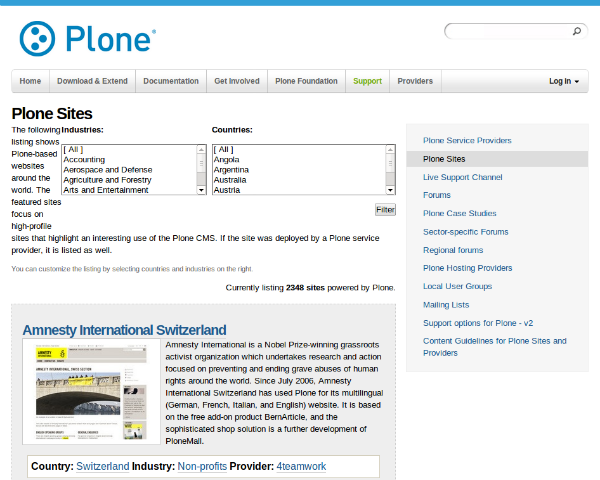 Plone®
Home Download & Extend Documentation Get Involved Plone Foundation Support Providers Log in
Plone Sites
The following
listing shows
Plone-based
websites
around the
world. The
featured sites
focus on
high-profile
sites that highlight an interesting use of the Plone CMS. If the site was deployed by a Plone service
provider, it is listed as well.
Industries:
[ All ]
Accounting
Aerospace and Defense
Agriculture and Forestry
Arts and Entertainment
Countries:
[ All ]
Angola
Argentina
Australia
Austria
Filter
You can customize the listing by selecting countries and industries on the right.
Currently listing 2348 sites powered by Plone.
Amnesty International Switzerland
Amnesty International is a Nobel Prize-winning grassroots
activist organization which undertakes research and action
focused on preventing and ending grave abuses of human
rights around the world. Since July 2006, Amnesty
International Switzerland has used Plone for its multilingual
(German, French, Italian, and English) website. It is based
on the free add-on product BernArticle, and the
sophisticated shop solution is a further development of
PloneMall.
Country: Switzerland Industry: Non-profits Provider: 4teamwork
Plone Service Providers
Plone Sites
Live Support Channel
Forums
Plone Case Studies
Sector-specific Forums
Regional forums
Plone Hosting Providers
Local User Groups
Mailing Lists
Support options for Plone - v2
Content Guidelines for Plone Sites and
Providers